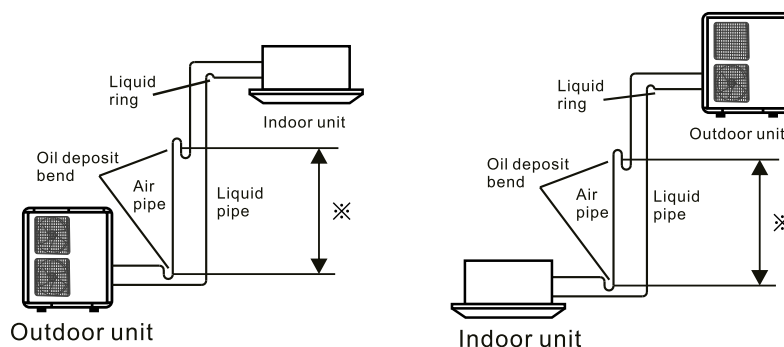 Liquid
ring
Indoor unit
Oil deposit
bend
Air
pipe
Liquid
pipe
※
Outdoor unit
Liquid
ring
Outdoor unit
Oil deposit
bend
Air
pipe
Liquid
pipe
※
Indoor unit